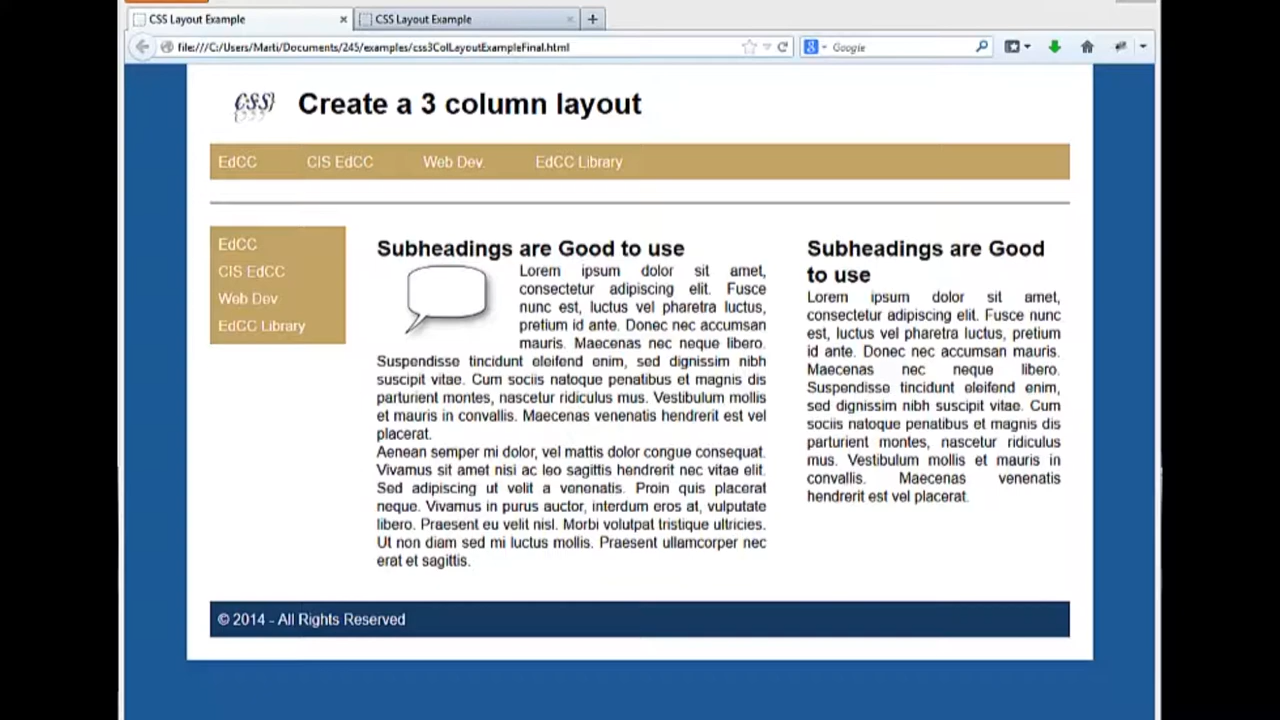 CSS Layout Example
CSS Layout Example
file:///C:/Users/Marti/Documents/245/examples/css3ColLayoutExampleFinal.html
Google
CSS
Create a 3 column layout
EdCC CIS EdCC Web Dev. EdCC Library
EdCC
CIS EdCC
Web Dev
EdCC Library
Subheadings are Good to use
Lorem ipsum dolor sit amet,
consectetur adipiscing elit. Fusce
nunc est, luctus vel pharetra luctus,
pretium id ante. Donec nec accumsan
mauris. Maecenas nec neque libero.
Suspendisse tincidunt eleifend enim, sed dignissim nibh
suscipit vitae. Cum sociis natoque penatibus et magnis dis
parturient montes, nascetur ridiculus mus. Vestibulum mollis
et mauris in convallis. Maecenas venenatis hendrerit est vel
placerat.
Aenean semper mi dolor, vel mattis dolor congue consequat.
Vivamus sit amet nisi ac leo sagittis hendrerit nec vitae elit.
Sed adipiscing ut velit a venenatis. Proin quis placerat
neque. Vivamus in purus auctor, interdum eros at, vulputate
libero. Praesent eu velit nisl. Morbi volutpat tristique ultricies.
Ut non diam sed mi luctus mollis. Praesent ullamcorper nec
erat et sagittis.
Subheadings are Good
to use
Lorem ipsum dolor sit amet,
consectetur adipiscing elit. Fusce nunc
est, luctus vel pharetra luctus, pretium
id ante. Donec nec accumsan mauris.
Maecenas nec neque libero.
Suspendisse tincidunt eleifend enim,
sed dignissim nibh suscipit vitae. Cum
sociis natoque penatibus et magnis dis
parturient montes, nascetur ridiculus
mus. Vestibulum mollis et mauris in
convallis. Maecenas venenatis
hendrerit est vel placerat.
© 2014 - All Rights Reserved